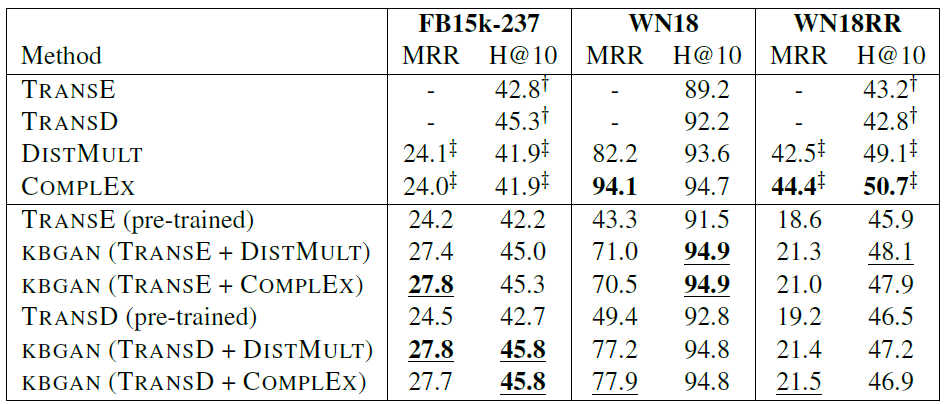 FB15k-237 WN18 WN18RR
Method MRR H@10 MRR H@10 MRR H@10
TRANSE - 42.8† - 89.2 - 43.2†
TRANSD - 45.3† - 92.2 - 42.8†
DISTMULT 24.1‡ 41.9‡ 82.2 93.6 42.5‡ 49.1‡
COMPLEX 24.0‡ 41.9‡ 94.1 94.7 44.4‡ 50.7‡
TRANSE (pre-trained) 24.2 42.2 43.3 91.5 18.6 45.9
KBGAN (TRANSE + DISTMULT) 27.4 45.0 71.0 94.9 21.3 48.1
KBGAN (TRANSE + COMPLEX) 27.8 45.3 70.5 94.9 21.0 47.9
TRANSD (pre-trained) 24.5 42.7 49.4 92.8 19.2 46.5
KBGAN (TRANSD + DISTMULT) 27.8 45.8 77.2 94.8 21.4 47.2
KBGAN (TRANSD + COMPLEX) 27.7 45.8 77.9 94.8 21.5 46.9